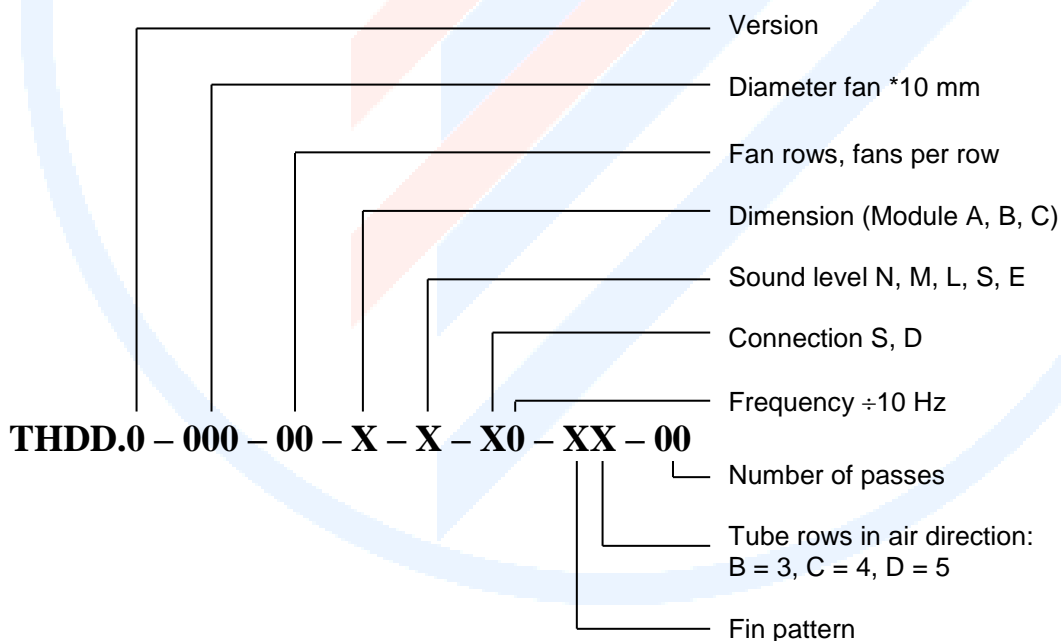 Version
Diameter fan *10 mm
Fan rows, fans per row
Dimension (Module A, B, C)
Sound level N, M, L, S, E
Connection S, D
Frequency ÷10 Hz
THDD.0 – 000 – 00 – X – X – X0 – XX – 00
Number of passes
Tube rows in air direction:
B = 3, C = 4, D = 5
Fin pattern